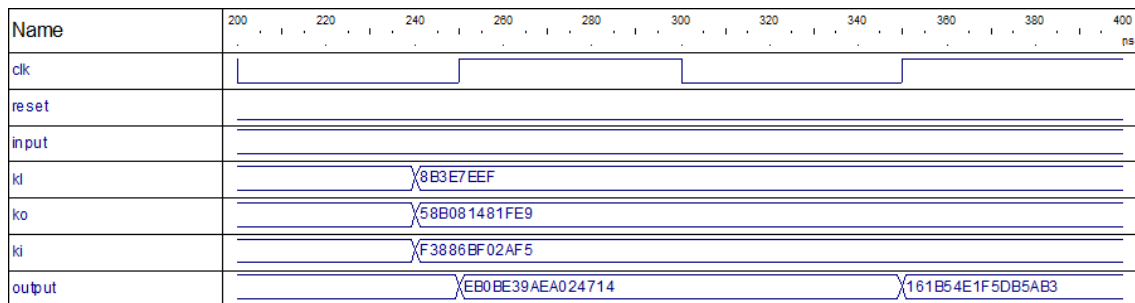 Name 200 220 240 260 280 300 320 340 360 380 400
ns
clk
reset
input
kl 8B3E7EEF
ko 58B081481FE9
ki F3886BF02AF5
output EB0BE39AEA024714 161B54E1F5DB5AB3